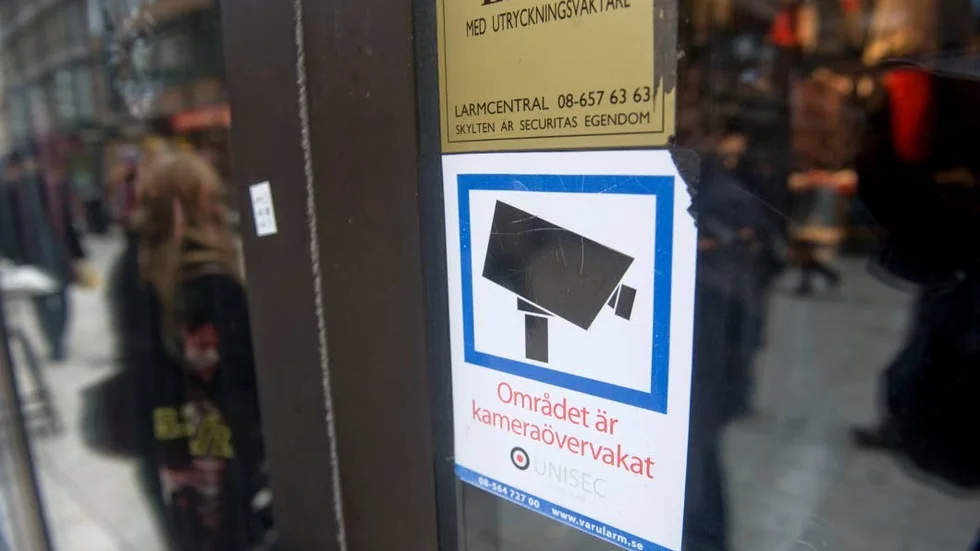 MED UTRYCKNINGSVÄKTARE
LARMCENTRAL 08-657 63 63
SKYLTEN ÄR SECURITAS EGENDOM
Området är
kameraövervakat
UNISEC
08-564 727 00 www.varularm.se